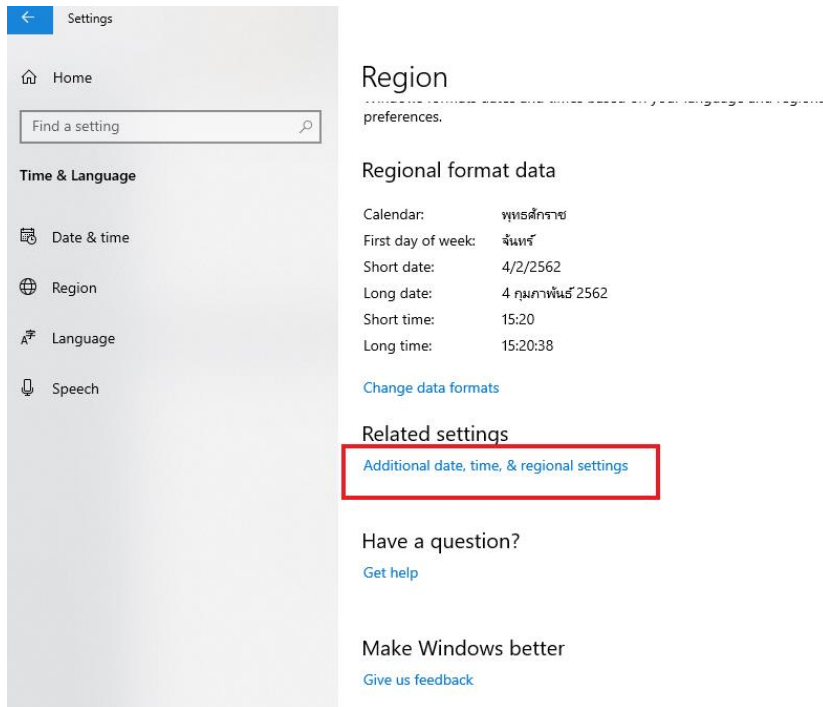 Settings
Home
Find a setting
Time & Language
Date & time
Region
Language
Speech
Region
preferences.
Regional format data
Calendar: พุทธศักราช
First day of week: จันทร์
Short date: 4/2/2562
Long date: 4 กุมภาพันธ์ 2562
Short time: 15:20
Long time: 15:20:38
Change data formats
Related settings
Additional date, time, & regional settings
Have a question?
Get help
Make Windows better
Give us feedback